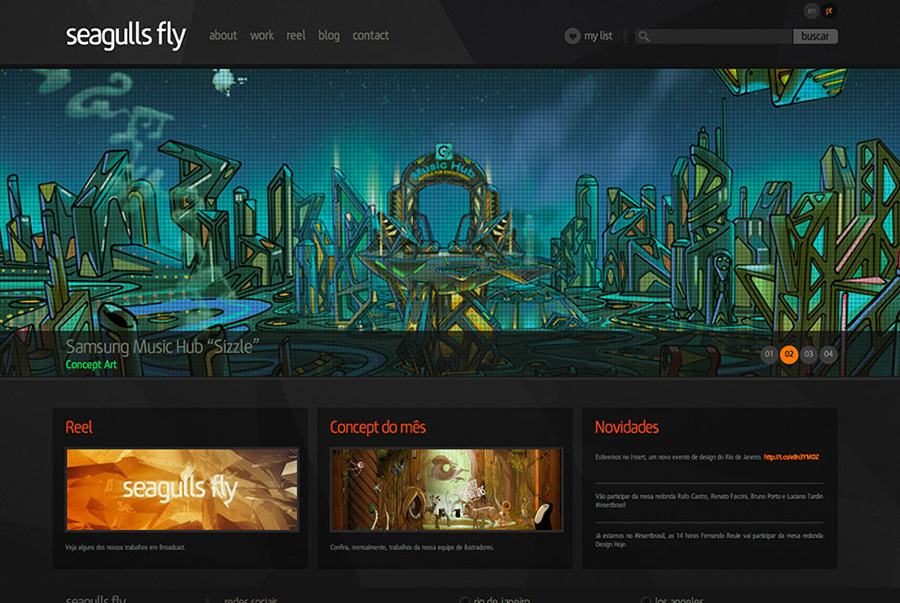 en pt
seagulls fly about work reel blog contact my list buscar
Music Hub
Samsung Music Hub “Sizzle”
01 02 03 04
Concept Art
Reel
Concept do mês
Novidades
Estivemos no Insert, um novo evento de design do Rio de Janeiro. http://t.co/e8n3YMDZ
seagulls fly
Vão participar da mesa redonda Rafo Castro, Renato Faccini, Bruno Porto e Luciano Tardin
#insertbrasil
Já estamos no #insertbrasil, as 14 horas Fernando Reule vai participar da mesa redonda
Design Hoje.
Veja alguns dos nossos trabalhos em Broadcast.
Confira, mensalmente, trabalhos da nossa equipe de ilustradores.
seagulls fly redes sociais rio de janeiro los angeles